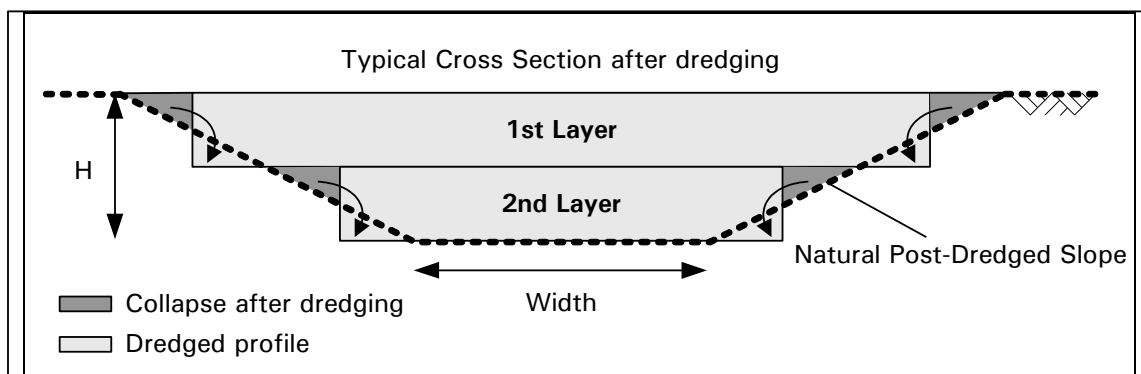 Typical Cross Section after dredging
1st Layer
H
2nd Layer
Natural Post-Dredged Slope
Width
Collapse after dredging
Dredged profile